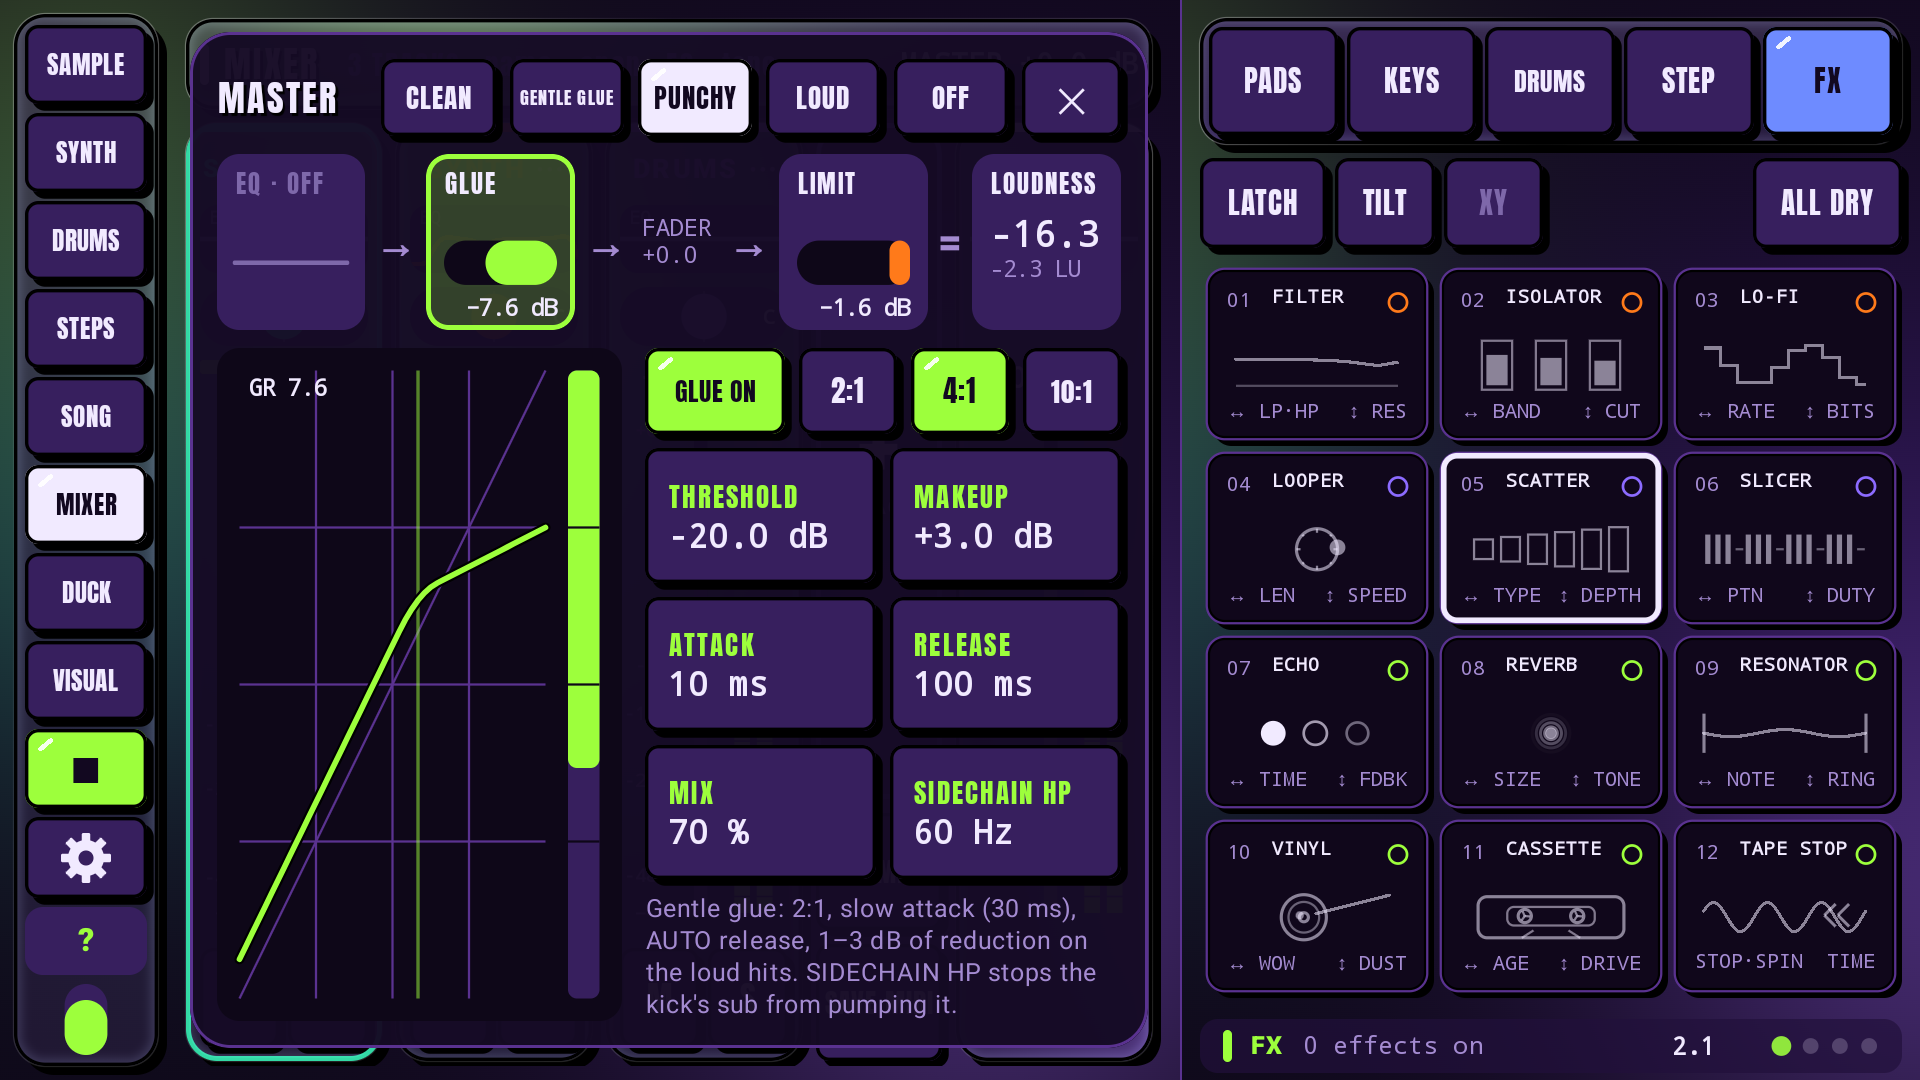 SAMPLE
SYNTH
DRUMS
STEPS
SONG
MIXER
DUCK
VISUAL
?
MASTER
CLEAN
GENTLE GLUE
PUNCHY
LOUD
OFF
EQ · OFF
→
GLUE
-7.6 dB
→
FADER
+0.0
→
LIMIT
-1.6 dB
=
LOUDNESS
-16.3
-2.3 LU
GR 7.6
GLUE ON
2:1
4:1
10:1
THRESHOLD
-20.0 dB
MAKEUP
+3.0 dB
ATTACK
10 ms
RELEASE
100 ms
MIX
70 %
SIDECHAIN HP
60 Hz
Gentle glue: 2:1, slow attack (30 ms),
AUTO release, 1–3 dB of reduction on
the loud hits. SIDECHAIN HP stops the
kick's sub from pumping it.
PADS
KEYS
DRUMS
STEP
FX
LATCH
TILT
XY
ALL DRY
01 FILTER
↔ LP·HP ↕ RES
02 ISOLATOR
↔ BAND ↕ CUT
03 LO-FI
↔ RATE ↕ BITS
04 LOOPER
↔ LEN ↕ SPEED
05 SCATTER
↔ TYPE ↕ DEPTH
06 SLICER
↔ PTN ↕ DUTY
07 ECHO
↔ TIME ↕ FDBK
08 REVERB
↔ SIZE ↕ TONE
09 RESONATOR
↔ NOTE ↕ RING
10 VINYL
↔ WOW ↕ DUST
11 CASSETTE
↔ AGE ↕ DRIVE
12 TAPE STOP
STOP·SPIN TIME
FX 0 effects on 2.1